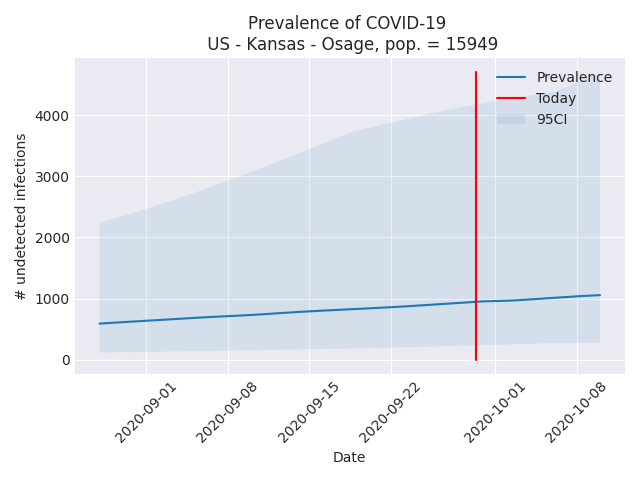 Prevalence of COVID-19
US - Kansas - Osage, pop. = 15949
Prevalence
Today
95CI
# undetected infections
4000
3000
2000
1000
0
2020-09-01
2020-09-08
2020-09-15
2020-09-22
2020-10-01
2020-10-08
Date